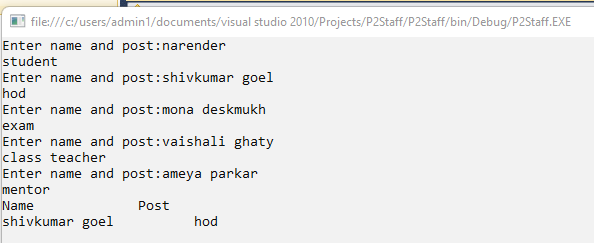 file:///c:/users/admin1/documents/visual studio 2010/Projects/P2Staff/P2Staff/bin/Debug/P2Staff.EXE
Enter name and post:narender
student
Enter name and post:shivkumar goel
hod
Enter name and post:mona deskmukh
exam
Enter name and post:vaishali ghaty
class teacher
Enter name and post:ameya parkar
mentor
Name             Post
shivkumar goel          hod